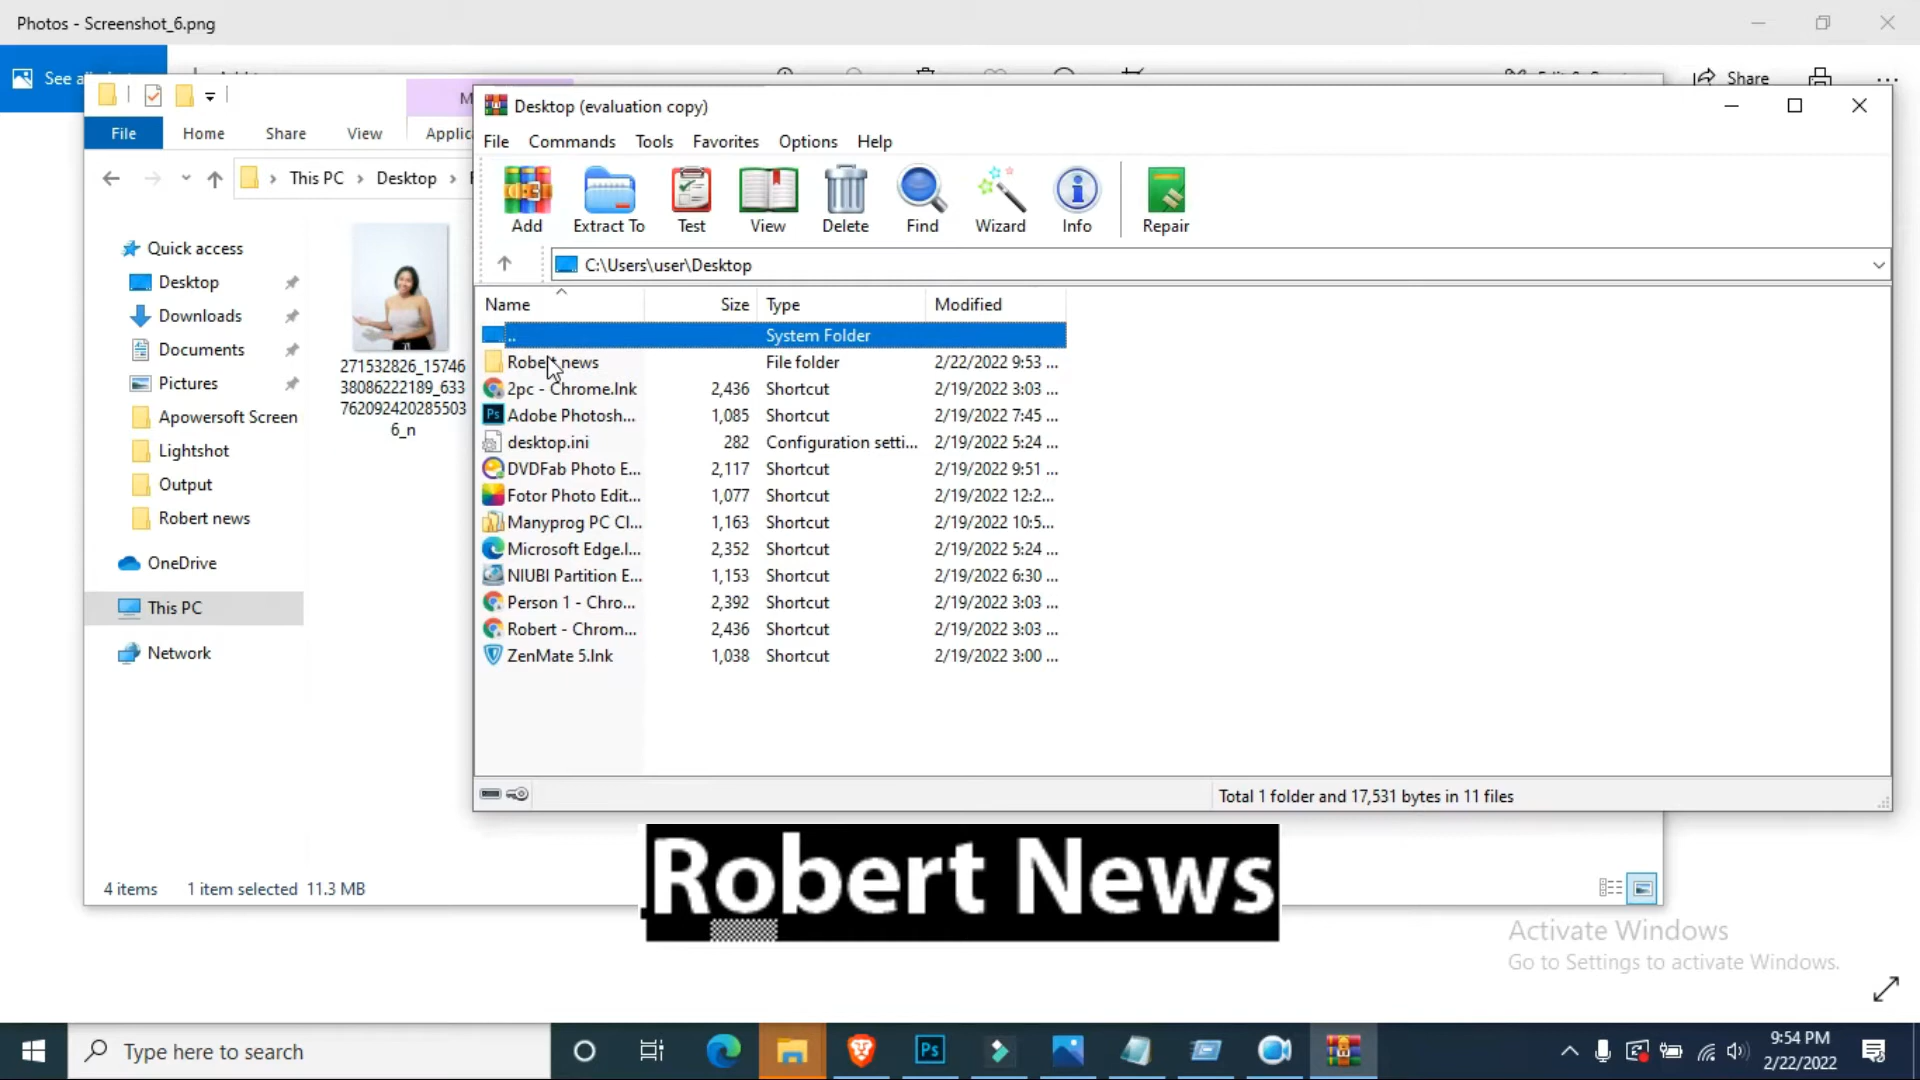 Photos - Screenshot_6.png
Share
File Home Share View
This PC > Desktop >
Quick access
Desktop
Downloads
Documents
Pictures
Apowersoft Screen
Lightshot
Output
Robert news
OneDrive
This PC
Network
271532826_15746
38086222189_633
762092420285503
6_n
4 items 1 item selected 11.3 MB
Desktop (evaluation copy)
File Commands Tools Favorites Options Help
Add Extract To Test View Delete Find Wizard Info Repair
C:\Users\user\Desktop
Name Size Type Modified
.. System Folder
Robert news File folder 2/22/2022 9:53 ...
2pc - Chrome.lnk 2,436 Shortcut 2/19/2022 3:03 ...
Adobe Photosh... 1,085 Shortcut 2/19/2022 7:45 ...
desktop.ini 282 Configuration setti... 2/19/2022 5:24 ...
DVDFab Photo E... 2,117 Shortcut 2/19/2022 9:51 ...
Fotor Photo Edit... 1,077 Shortcut 2/19/2022 12:2...
Manyprog PC Cl... 1,163 Shortcut 2/19/2022 10:5...
Microsoft Edge.l... 2,352 Shortcut 2/19/2022 5:24 ...
NIUBI Partition E... 1,153 Shortcut 2/19/2022 6:30 ...
Person 1 - Chro... 2,392 Shortcut 2/19/2022 3:03 ...
Robert - Chrom... 2,436 Shortcut 2/19/2022 3:03 ...
ZenMate 5.lnk 1,038 Shortcut 2/19/2022 3:00 ...
Total 1 folder and 17,531 bytes in 11 files
Robert News
Activate Windows
Go to Settings to activate Windows.
Type here to search
Ps
9:54 PM
2/22/2022